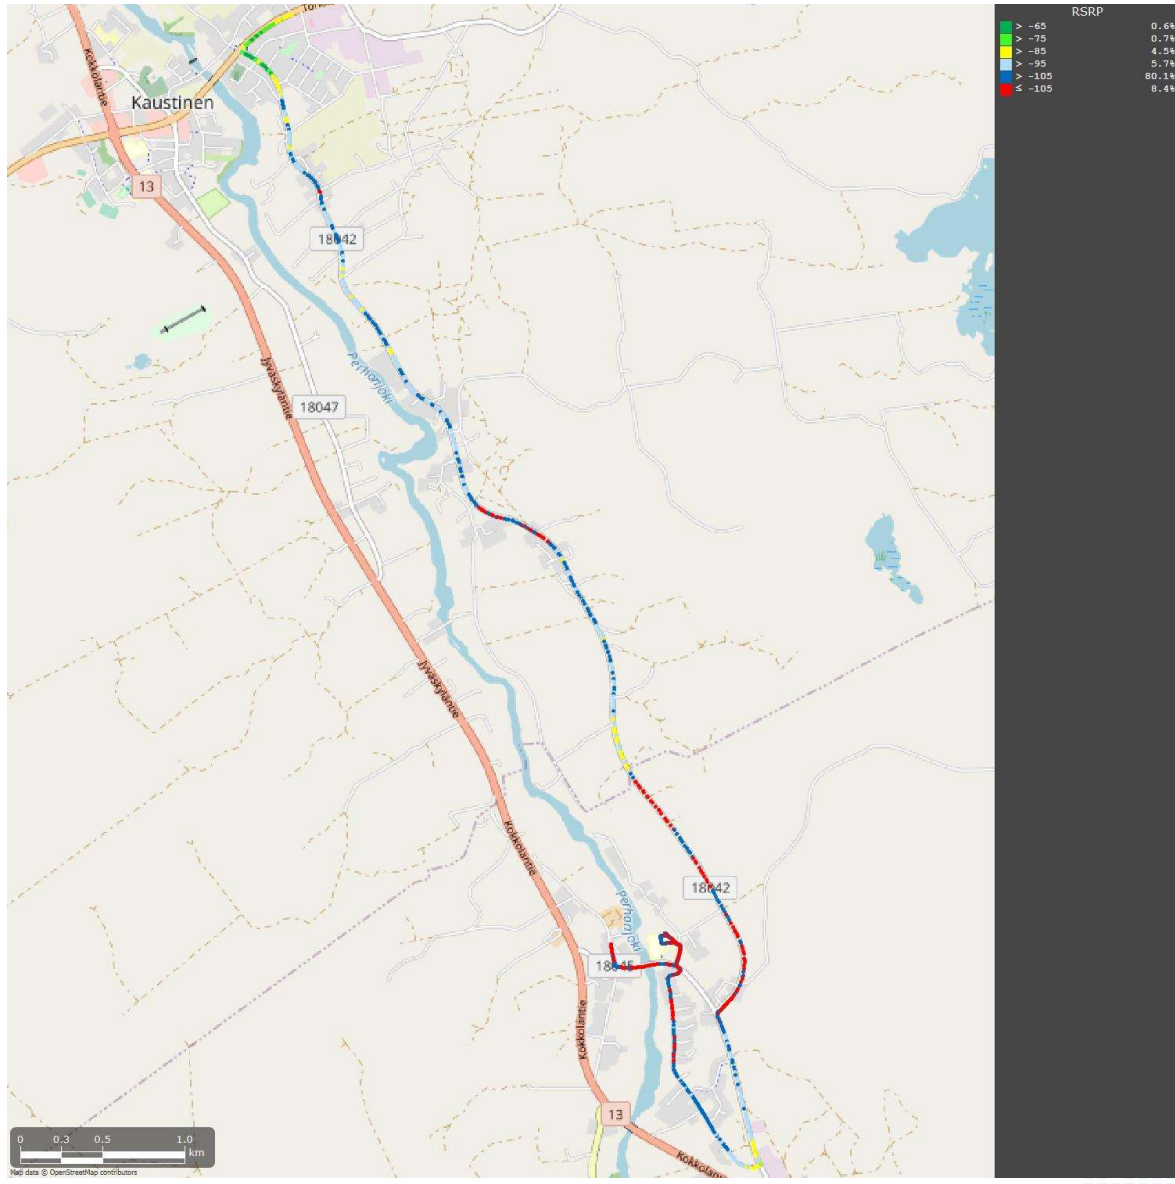 RSRP
> -65 0.6%
> -75 0.7%
> -85 4.5%
> -95 5.7%
> -105 80.1%
≤ -105 8.4%
Kokkolantie
Kaustinen
13
18042
Perhonjoki
Jyväskyläntie
18047
Jyväskyläntie
Kokkolantie
18042
Perhonjoki
18045
Kokkolantie
13
0 0.3 0.5 1.0
km
Map data © OpenStreetMap contributors